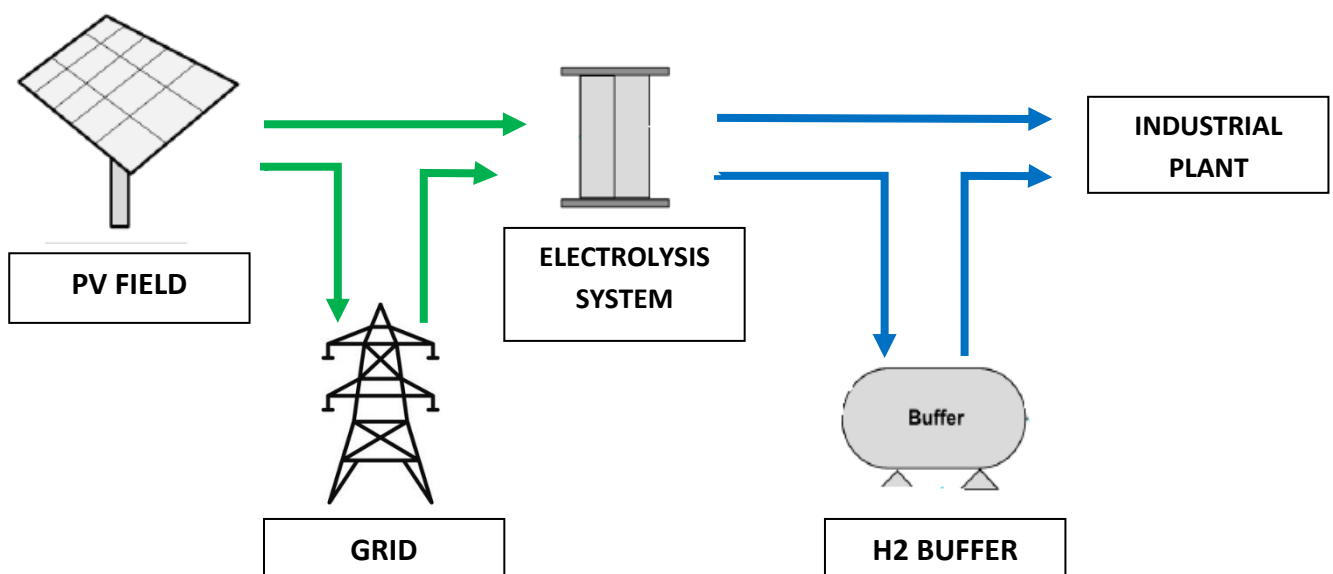 INDUSTRIAL
PLANT
ELECTROLYSIS
SYSTEM
PV FIELD
Buffer
GRID
H2 BUFFER